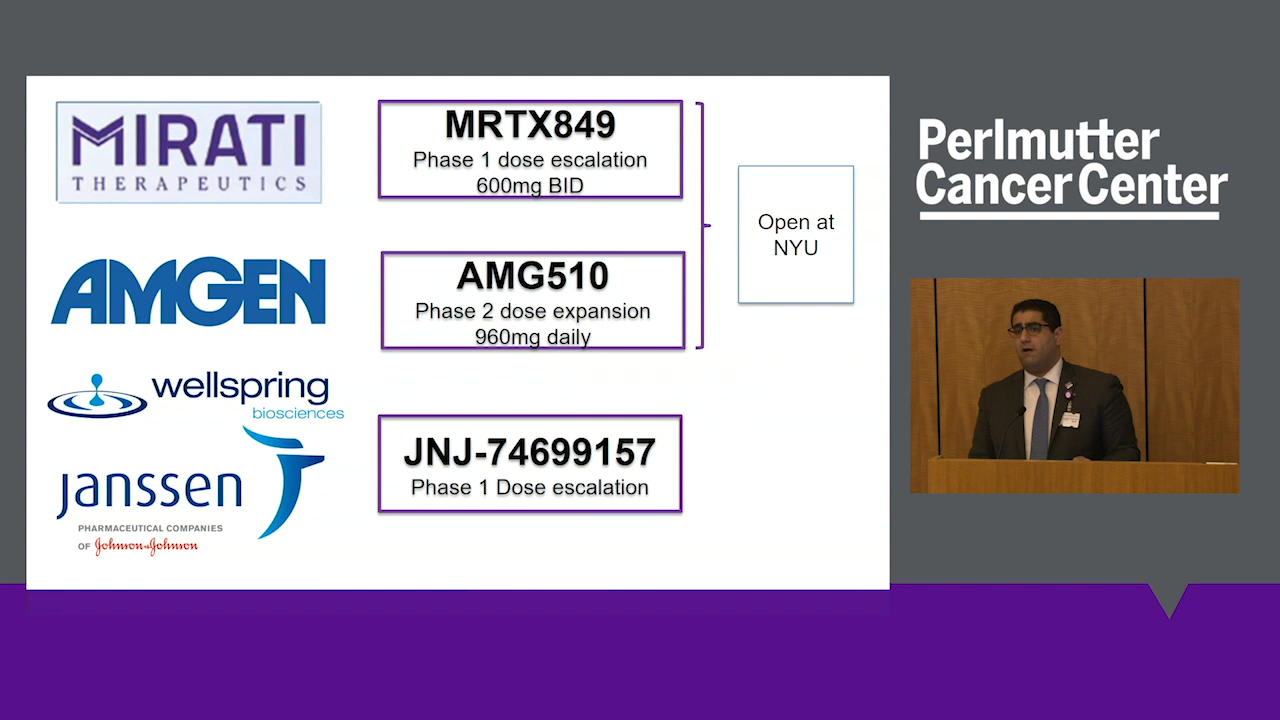 MIRATI
THERAPEUTICS
MRTX849
Phase 1 dose escalation
600mg BID
AMGEN
AMG510
Phase 2 dose expansion
960mg daily
Open at
NYU
wellspring
biosciences
janssen
PHARMACEUTICAL COMPANIES
OF Johnson & Johnson
JNJ-74699157
Phase 1 Dose escalation
Perlmutter
Cancer Center